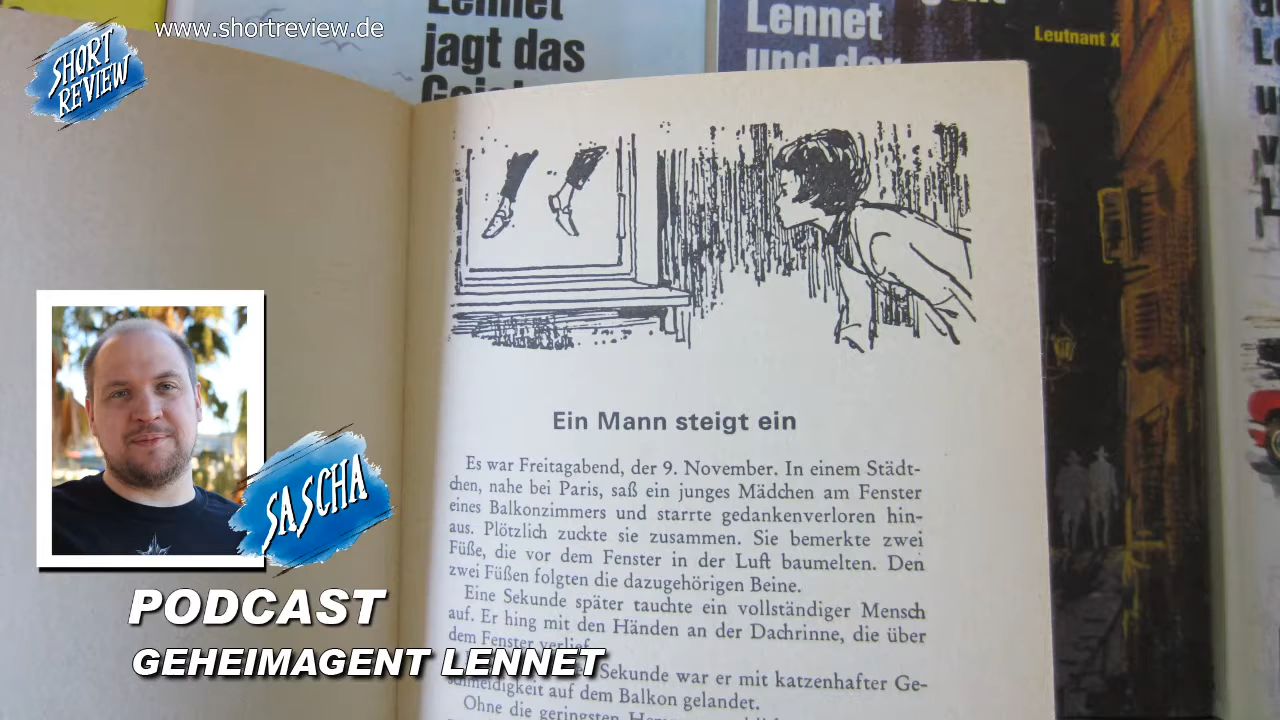 www.shortreview.de
SHORT
REVIEW
Lennet
jagt das
Lennet
und der
Leutnant X
Ein Mann steigt ein
Es war Freitagabend, der 9. November. In einem Städt-
chen, nahe bei Paris, saß ein junges Mädchen am Fenster
eines Balkonzimmers und starrte gedankenverloren hin-
aus. Plötzlich zuckte sie zusammen. Sie bemerkte zwei
Füße, die vor dem Fenster in der Luft baumelten. Den
zwei Füßen folgten die dazugehörigen Beine.
Eine Sekunde später tauchte ein vollständiger Mensch
auf. Er hing mit den Händen an der Dachrinne, die über
dem Fenster verlief.
Sekunde war er mit katzenhafter Ge-
schmeidigkeit auf dem Balkon gelandet.
Ohne die geringsten
SASCHA
PODCAST
GEHEIMAGENT LENNET